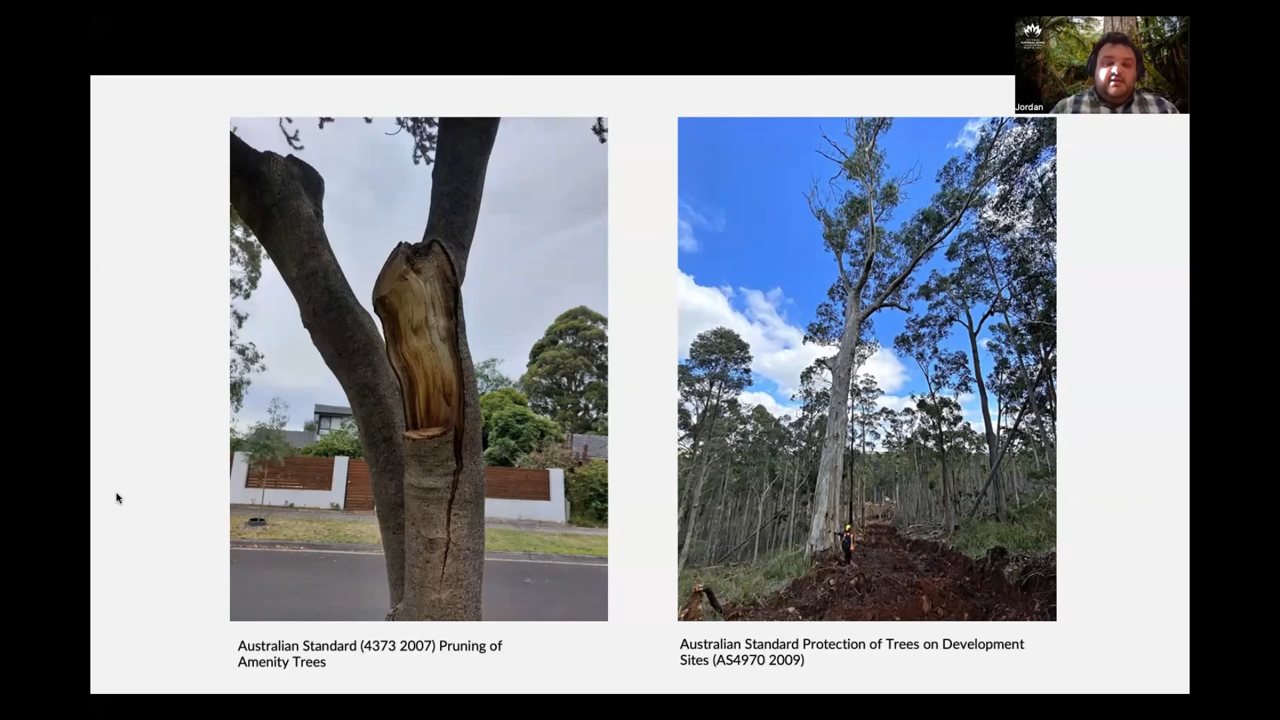 Jordan
Australian Standard (4373 2007) Pruning of
Amenity Trees
Australian Standard Protection of Trees on Development
Sites (AS4970 2009)